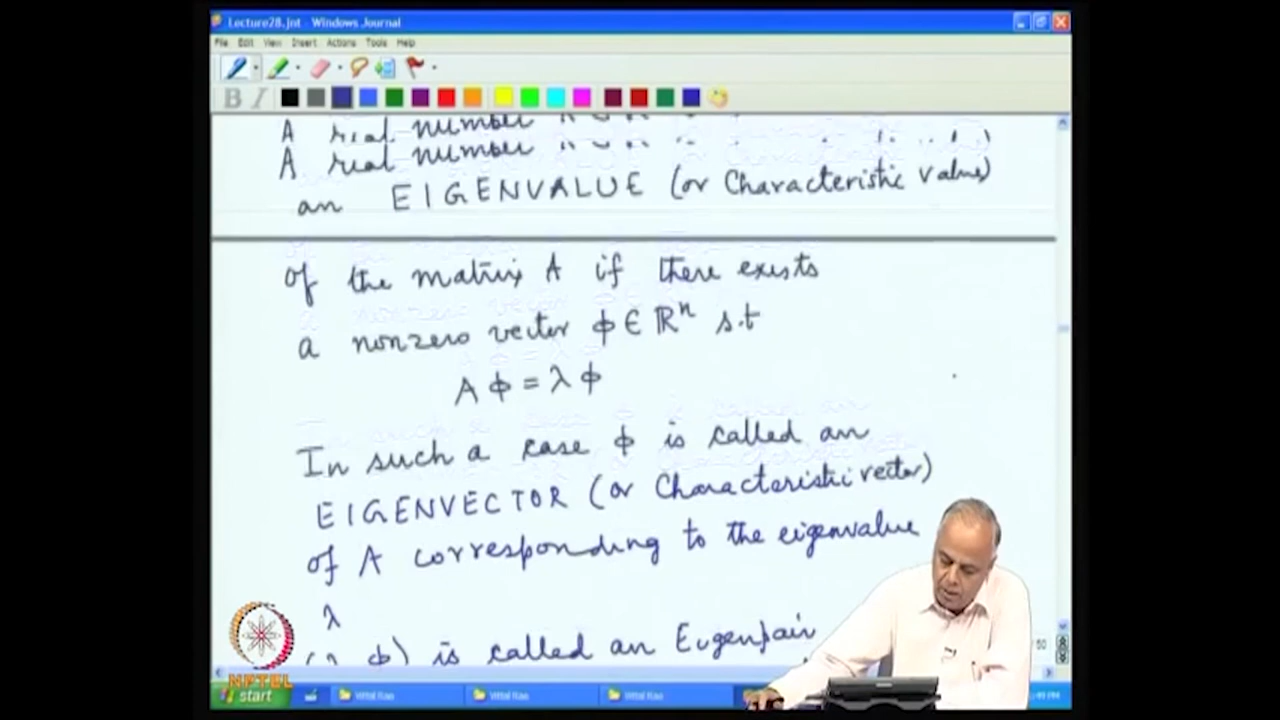 Lecture28.jnt - Windows Journal
File Edit View Insert Actions Tools Help
B I
A real number
A real number
an EIGENVALUE (or Characteristic value)
of the matrix A if there exists
a nonzero vector ϕ ∈ ℝⁿ s.t
A ϕ = λ ϕ
In such a case ϕ is called an
EIGENVECTOR (or Characteristic vector)
of A corresponding to the eigenvalue
λ
ϕ) is called an Eigenpair
NPTEL
start